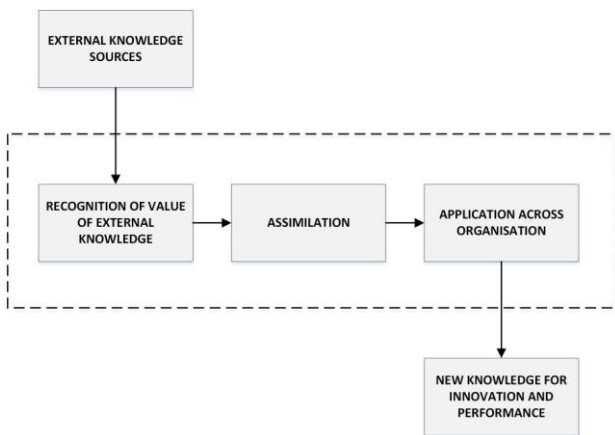 EXTERNAL KNOWLEDGE
SOURCES
RECOGNITION OF VALUE
OF EXTERNAL
KNOWLEDGE
ASSIMILATION
APPLICATION ACROSS
ORGANISATION
NEW KNOWLEDGE FOR
INNOVATION AND
PERFORMANCE